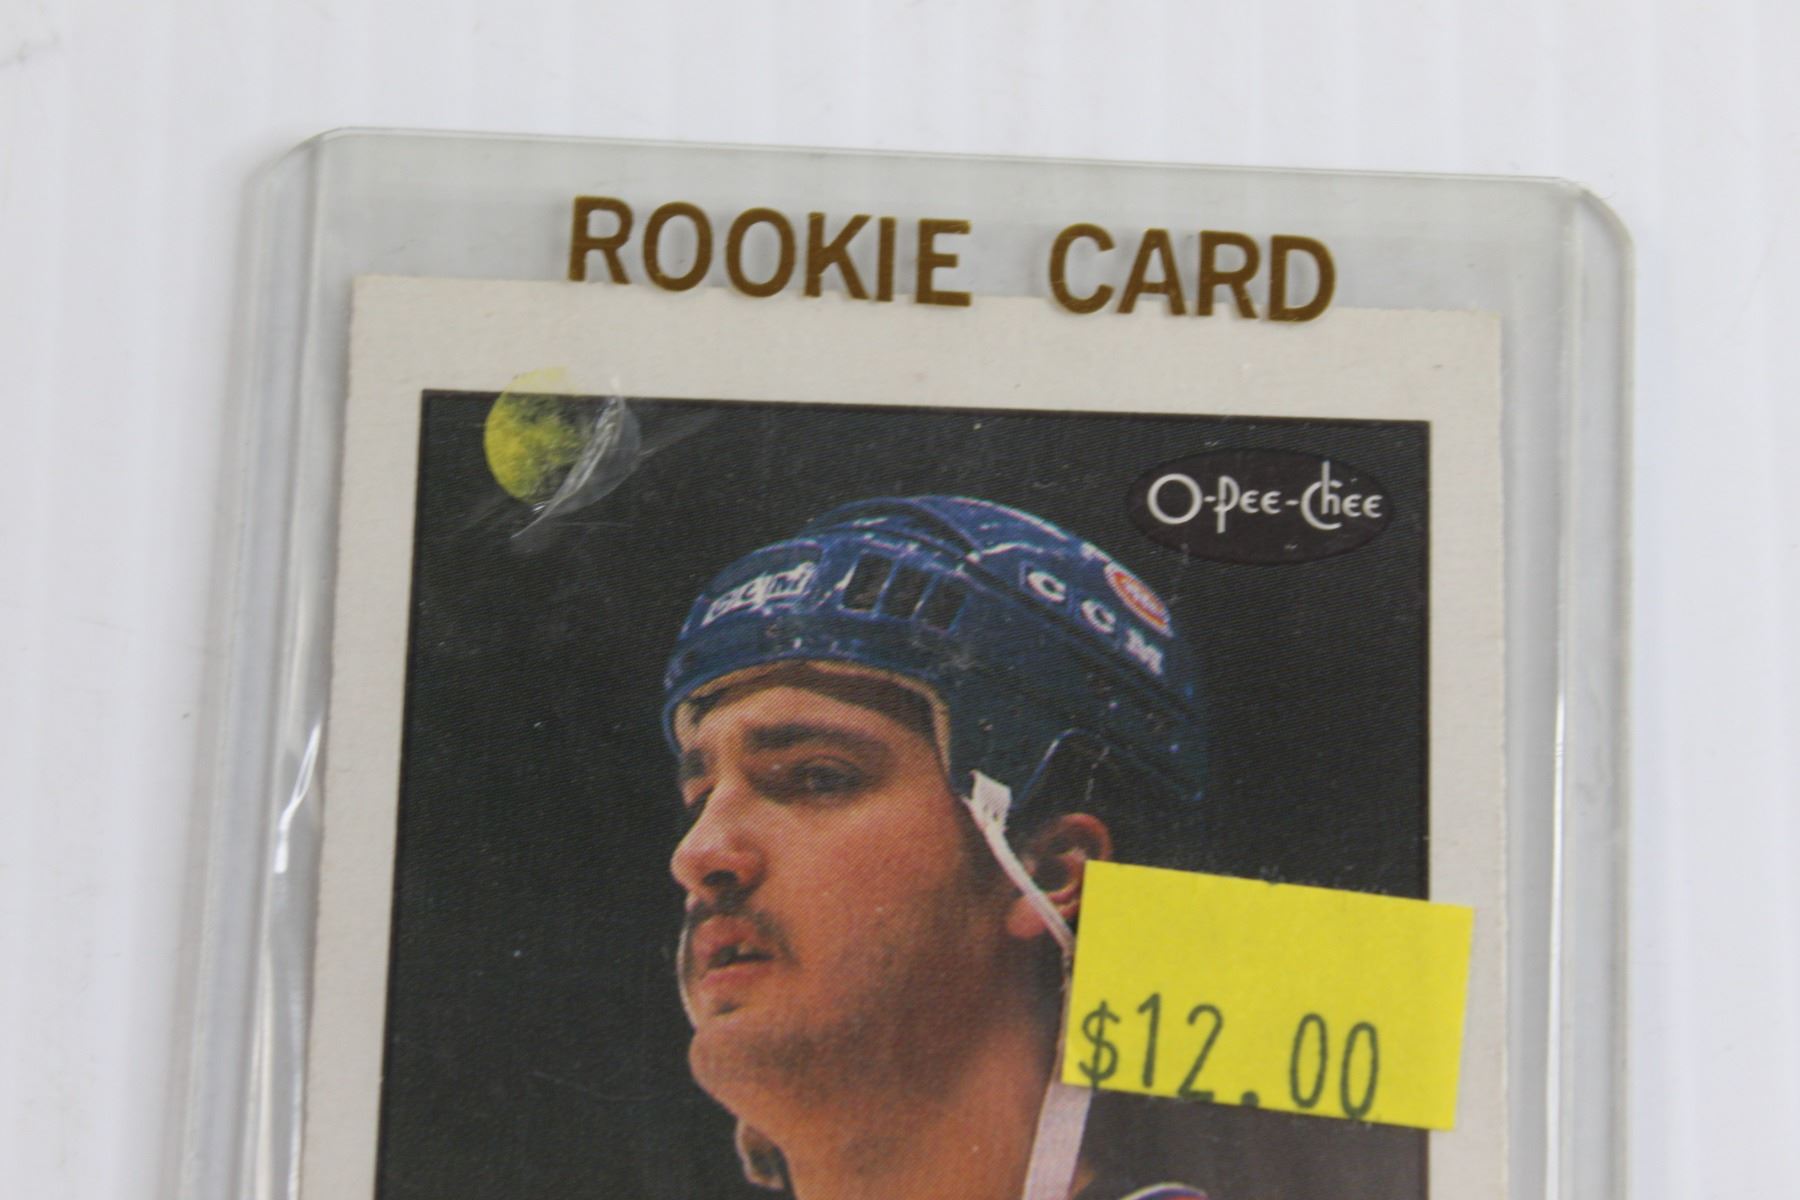 ROOKIE CARD
O-Pee-Chee
CCM
CCM
$12.00